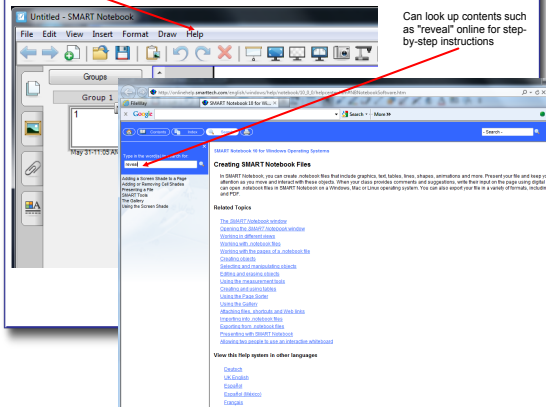 Untitled - SMART Notebook
File Edit View Insert Format Draw Help
Can look up contents such
as "reveal" online for step-
by-step instructions
Groups
Group 1
1
May 31-11:05 AM
http://onlinehelp.smarttech.com/english/windows/help/notebook/10_8_0/
FileWay
SMART Notebook 10 for Wi...
Google
Search
More >>
Contents
Index
- Search -
Type in the word(s) to search for:
reveal
Adding a Screen Shade to a Page
Adding or Removing Cell Shades
Presenting a File
SMART Tools
The Gallery
Using the Screen Shade
SMART Notebook 10 for Windows Operating Systems
Creating SMART Notebook Files
In SMART Notebook, you can create .notebook files that include graphics, text, tables, lines, shapes, animations and more. Present your file and keep yo
attention as you move and interact with these objects. When your class provides comments and suggestions, write their input on the page using digital
can open .notebook files in SMART Notebook on a Windows, Mac or Linux operating system. You can also export your file in a variety of formats, includin
and PDF.
Related Topics
The SMART Notebook window
Opening the SMART Notebook window
Working in different views
Working with .notebook files
Working with the pages of a .notebook file
Creating objects
Selecting and manipulating objects
Editing and erasing objects
Using the measurement tools
Creating and using tables
Using the Page Sorter
Using the Gallery
Attaching files, shortcuts and Web links
Importing into .notebook files
Exporting from .notebook files
Presenting with SMART Notebook
Allowing two people to use an interactive whiteboard
View this Help system in other languages
Deutsch
UK English
Español
Español (México)
Français